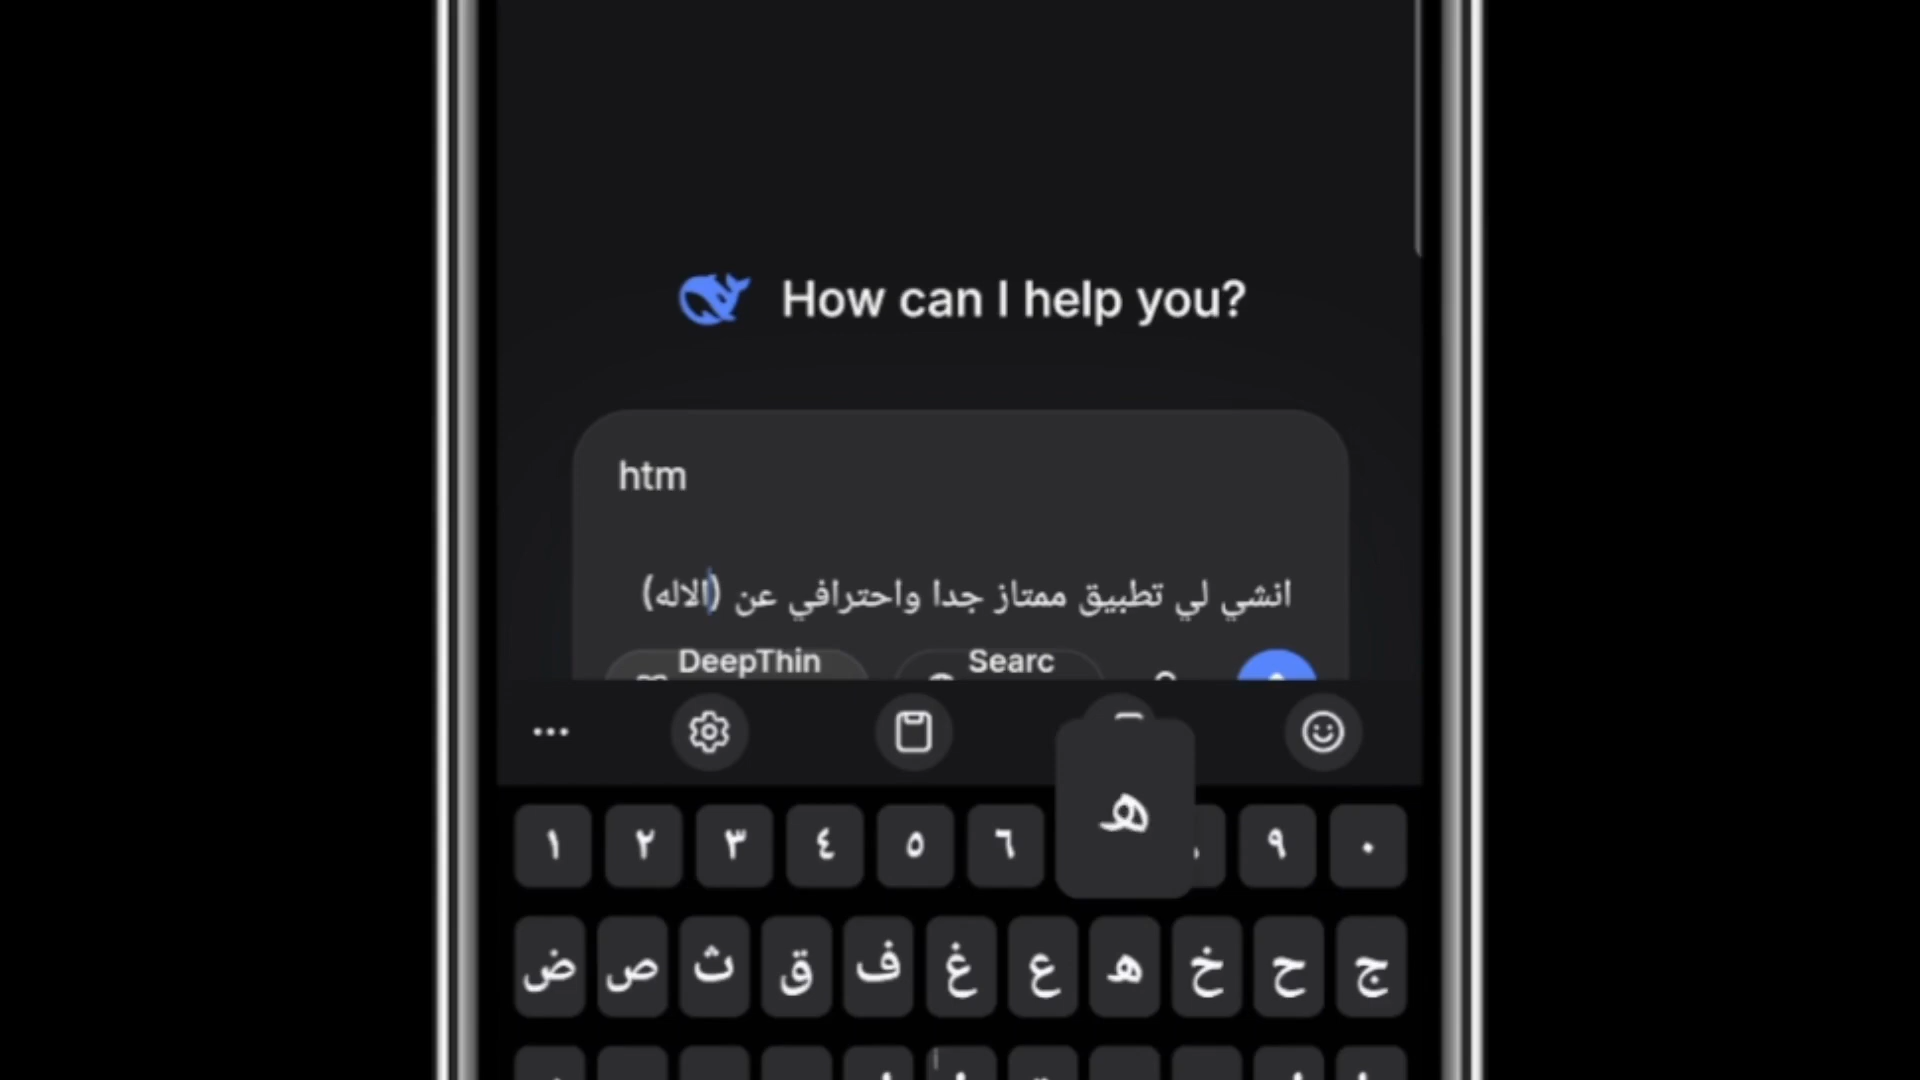 How can I help you?
htm
انشي لي تطبيق ممتاز جدا واحترافي عن (الاله)
DeepThin
Searc
ه
١ ٢ ٣ ٤ ٥ ٦ ٩ ٠
ض ص ث ق ف غ ع ه خ ح ج